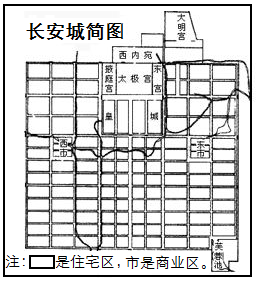 长安城简图
大明宫
西内苑
掖庭宫
太极宫
东宫
皇城
西市
东市
芙蓉池
注：是住宅区，市是商业区。